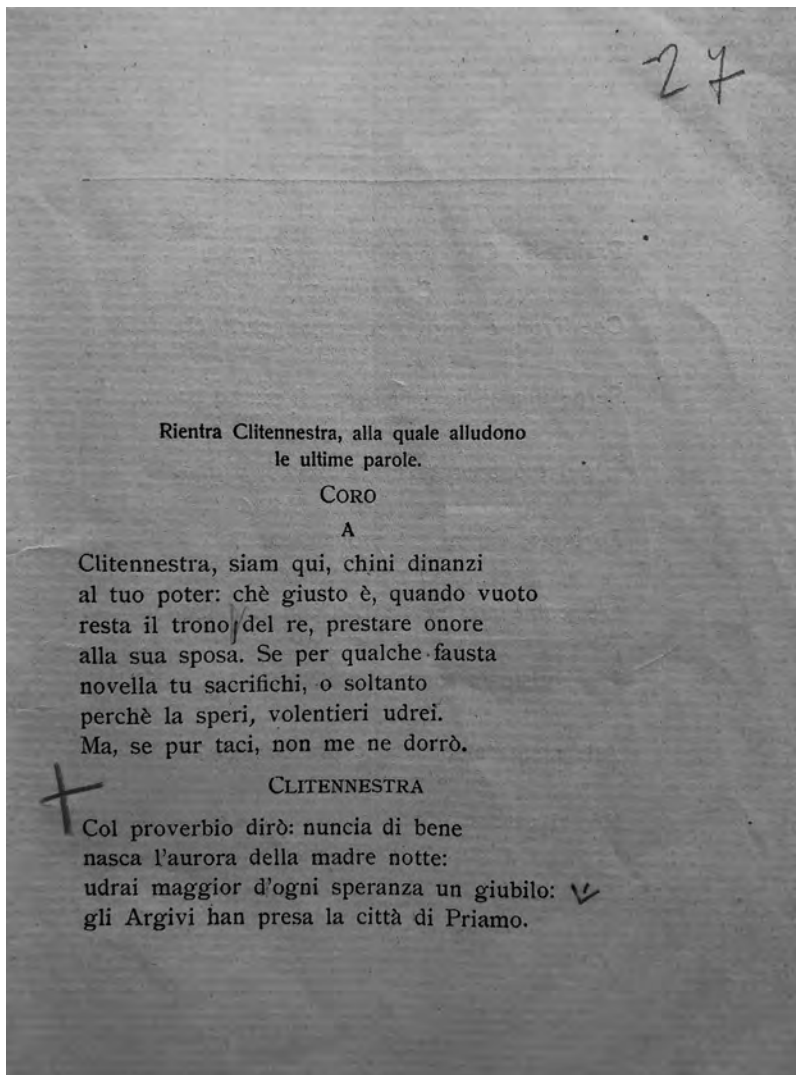 27
Rientra Clitennestra, alla quale alludono
le ultime parole.
CORO
A
Clitennestra, siam qui, chini dinanzi
al tuo poter: chè giusto è, quando vuoto
resta il trono del re, prestare onore
alla sua sposa. Se per qualche fausta
novella tu sacrifichi, o soltanto
perchè la speri, volentieri udrei.
Ma, se pur taci, non me ne dorrò.
CLITENNESTRA
Col proverbio dirò: nuncia di bene
nasca l'aurora della madre notte:
udrai maggior d'ogni speranza un giubilo:
gli Argivi han presa la città di Priamo.